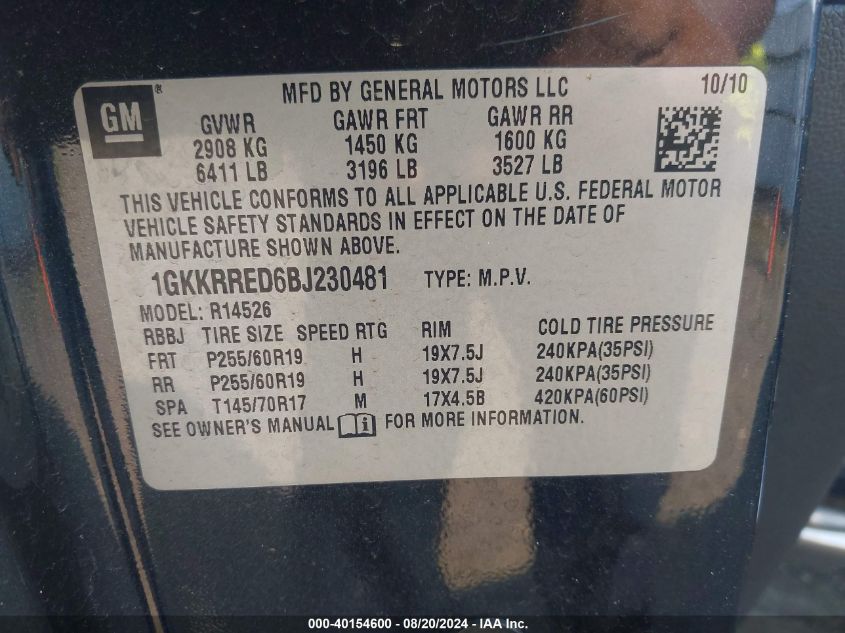 GM
®
MFD BY GENERAL MOTORS LLC 10/10
GVWR GAWR FRT GAWR RR
2908 KG 1450 KG 1600 KG
6411 LB 3196 LB 3527 LB
THIS VEHICLE CONFORMS TO ALL APPLICABLE U.S. FEDERAL MOTOR
VEHICLE SAFETY STANDARDS IN EFFECT ON THE DATE OF
MANUFACTURE SHOWN ABOVE.
1GKKRRED6BJ230481 TYPE: M.P.V.
MODEL: R14526
RBBJ TIRE SIZE SPEED RTG RIM COLD TIRE PRESSURE
FRT P255/60R19 H 19X7.5J 240KPA(35PSI)
RR P255/60R19 H 19X7.5J 240KPA(35PSI)
SPA T145/70R17 M 17X4.5B 420KPA(60PSI)
SEE OWNER'S MANUAL i FOR MORE INFORMATION.
000-40154600 - 08/20/2024 - IAA Inc.